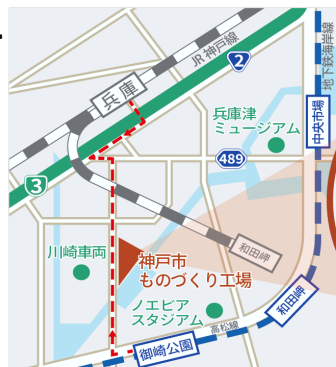 JR 神戸線
兵庫
2
地下鉄海岸線
中央市場
兵庫津
ミュージアム
489
3
川崎車両
神戸市
ものづくり工場
和田岬
ノエビア
スタジアム
和田岬
高松線
御崎公園